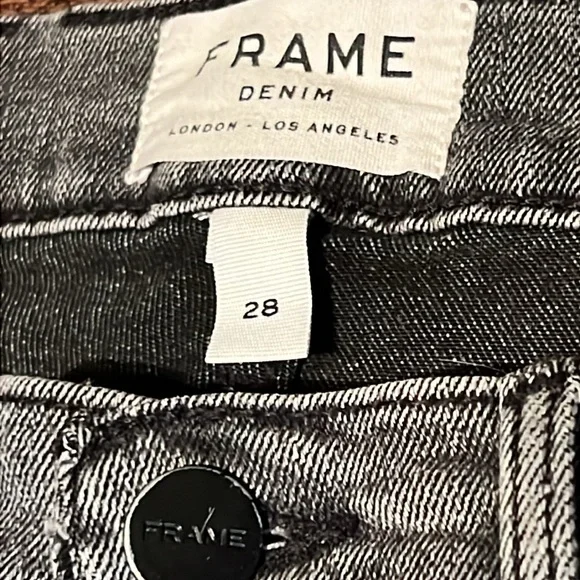 FRAME
DENIM
LONDON - LOS ANGELES
28
FRAME